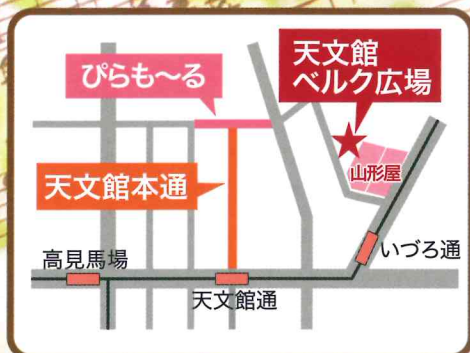 ぴらも～る
天文館
ベルク広場
天文館本通
山形屋
高見馬場
天文館通
いづろ通